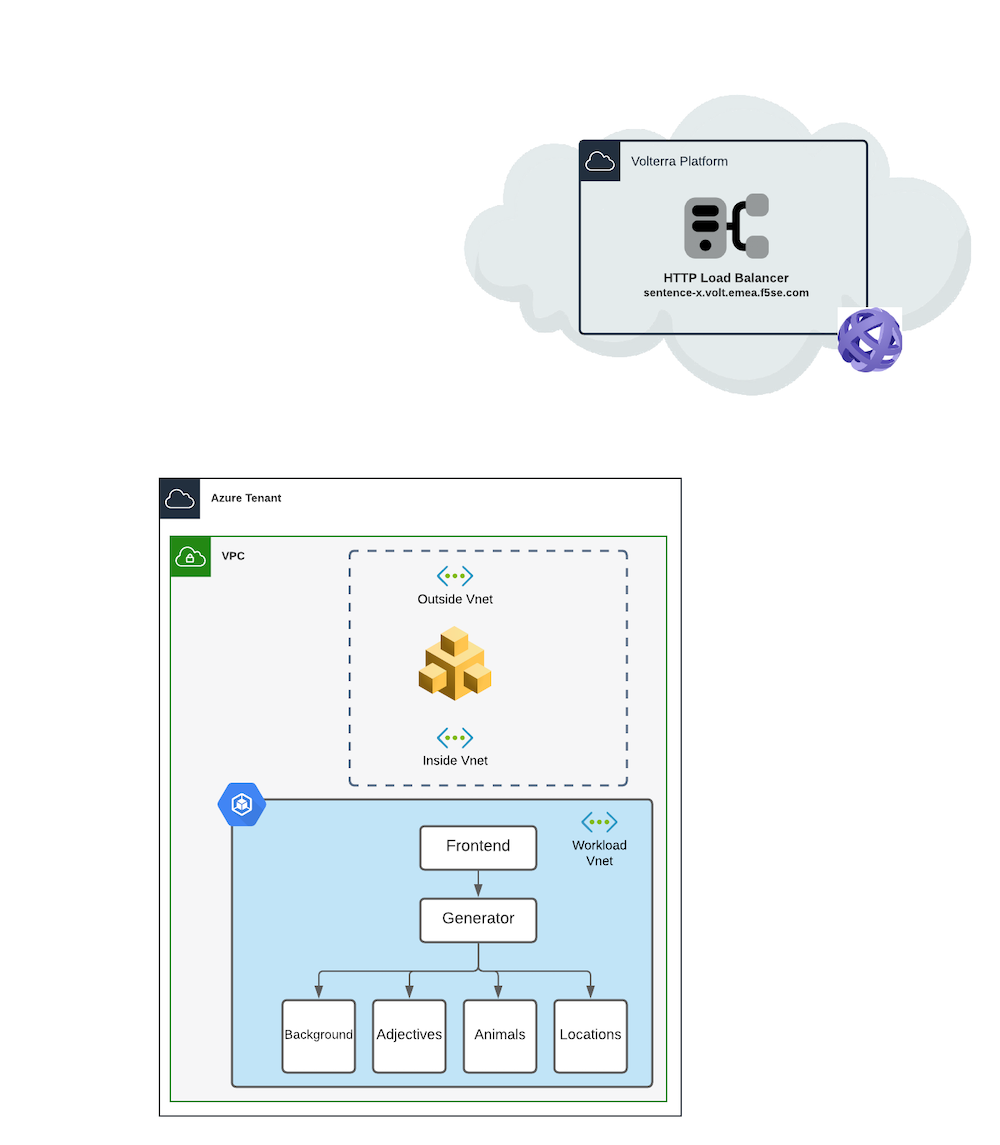 Volterra Platform
HTTP Load Balancer
sentence-x.volt.emea.f5se.com
Azure Tenant
VPC
Outside Vnet
Inside Vnet
Workload
Vnet
Frontend
Generator
Background
Adjectives
Animals
Locations